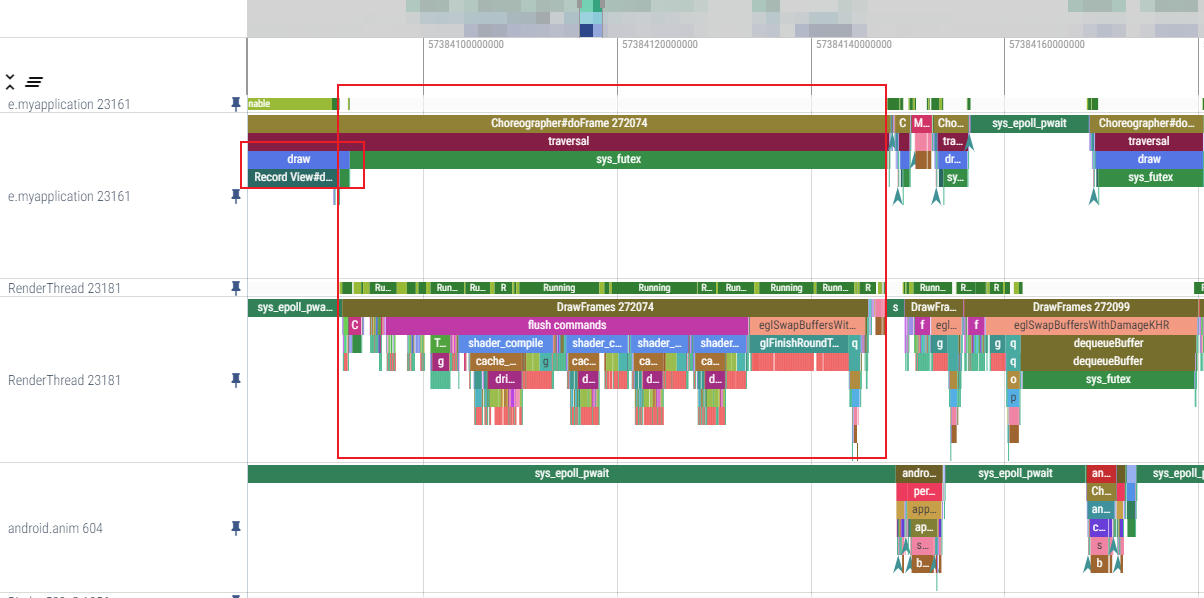 57384100000000 57384120000000 57384140000000 57384160000000
e.myapplication 23161 nable
Choreographer#doFrame 272074 C M... Cho... sys_epoll_pwait Choreographer#do...
traversal tra... traversal
draw sys_futex dr... draw
Record View#d... sy... sys_futex
e.myapplication 23161
RenderThread 23181 Ru... Run... Ru... R Running Running R... Run... Running Runn... R Runn... R... R
sys_epoll_pwa... DrawFrames 272074 s DrawFra... DrawFrames 272099
C flush commands eglSwapBuffersWit... f egl... f eglSwapBuffersWithDamageKHR
T... shader_compile shader_c... shader_... shader... glFinishRoundT... q g g q dequeueBuffer
g cache_... g cac... ca... ca... q dequeueBuffer
RenderThread 23181 dri... d... d... d... o sys_futex
p
sys_epoll_pwait andro... sys_epoll_pwait an... sys_epoll_p
per... Ch...
app... an...
android.anim 604 ap... c...
s... s
b... b